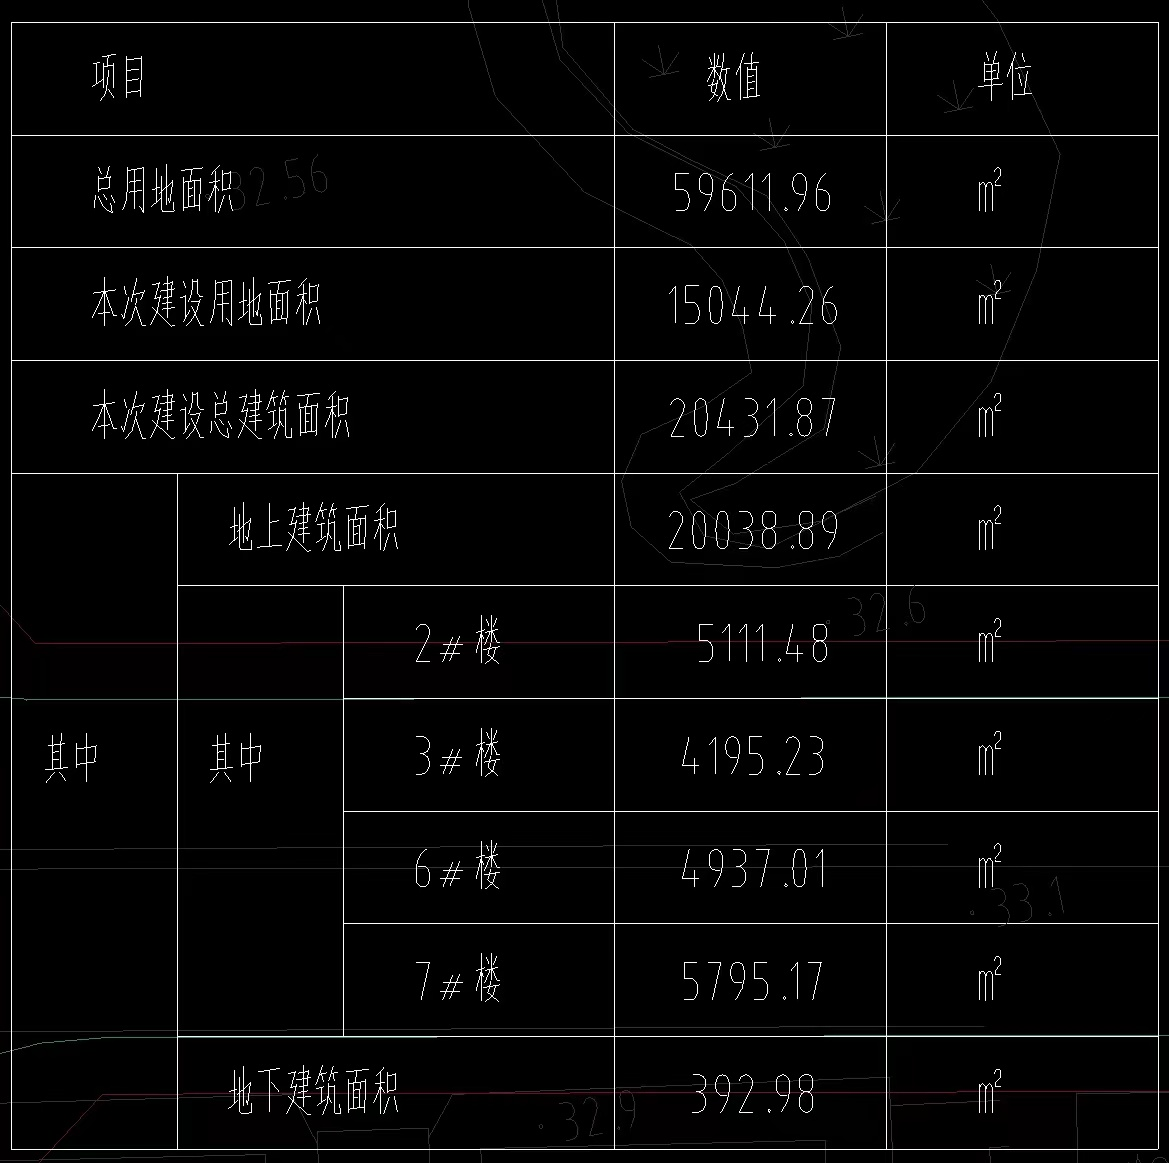 项目 数值 单位
总用地面积 59611.96 m²
32.56
本次建设用地面积 15044.26 m²
本次建设总建筑面积 20431.87 m²
地上建筑面积 20038.89 m²
32.6
2#楼 5111.48 m²
其中 其中 3#楼 4195.23 m²
6#楼 4937.01 m²
33.1
7#楼 5795.17 m²
地下建筑面积 392.98 m²
32.9